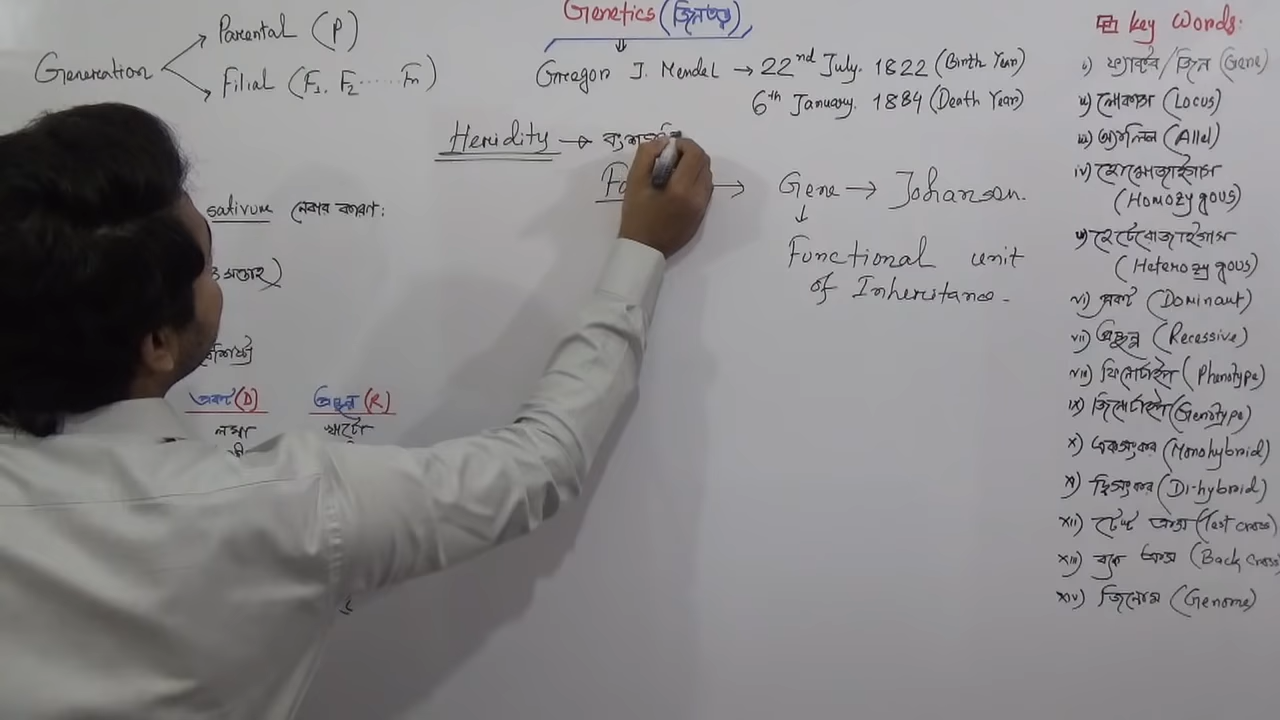 Genetics (জিনতত্ত্ব)
Generation
Parental (P)
Filial (F₁, F₂ ...... Fn)
Gregor J. Mendel → 22nd July. 1822 (Birth Year)
6th January. 1884 (Death Year)
Heridity →
→ Gene → Johansen.
↓
Functional unit
of Inheritance.
sativum নেবার কারণ:
প্রকট (D)
প্রচ্ছন্ন (R)
লম্বা
খাটো
Key Words:
i) ফ্যাক্টর/জিন (Gene)
ii) লোকাস (Locus)
iii) অ্যালিল (Allel)
iv) হোমোজাইগাস
(Homozygous)
v) হেটেরোজাইগাস
(Heterozygous)
vi) প্রকট (Dominant)
vii) প্রচ্ছন্ন (Recessive)
viii) ফিনোটাইপ (Phenotype)
ix) জিনোটাইপ (Genotype)
x) একসংকর (Monohybrid)
xi) দ্বিসংকর (Di-hybrid)
xii) টেস্ট ক্রস (Test cross)
xiii) ব্যাক ক্রস (Back cross)
xiv) জিনোম (Genome)